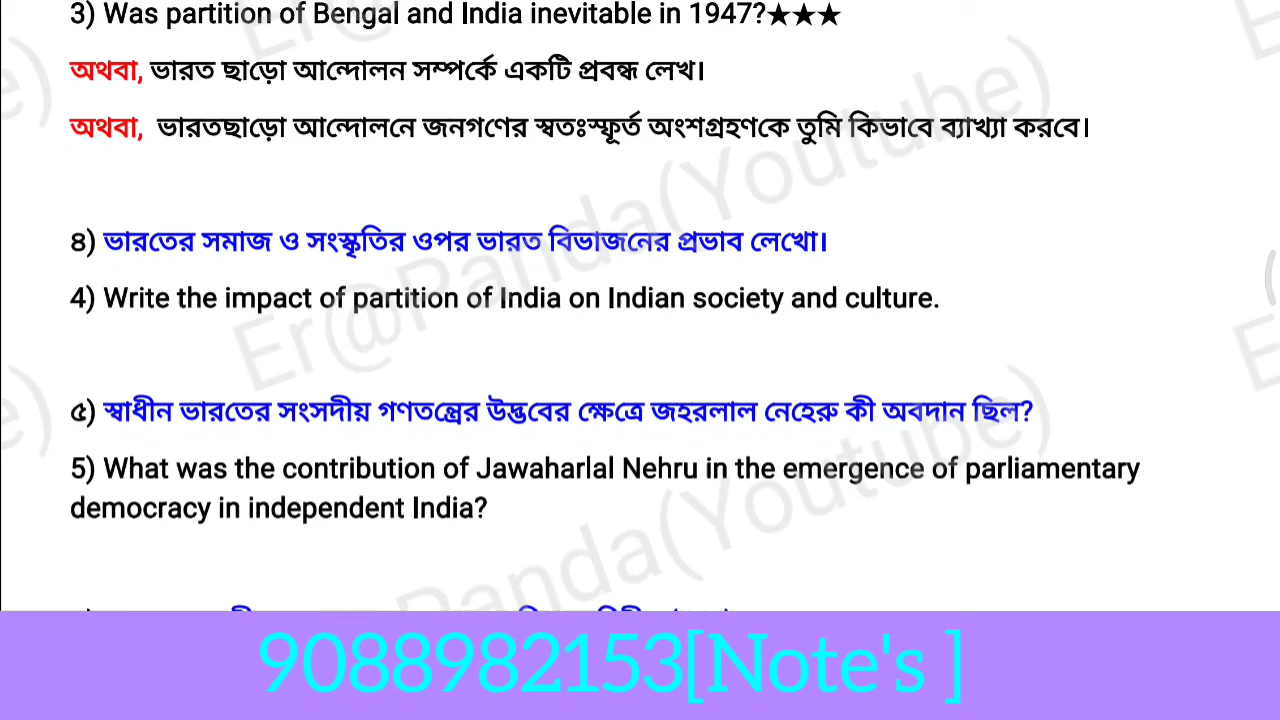 3) Was partition of Bengal and India inevitable in 1947?★★★
অথবা, ভারত ছাড়ো আন্দোলন সম্পর্কে একটি প্রবন্ধ লেখ।
অথবা, ভারতছাড়ো আন্দোলনে জনগণের স্বতঃস্ফূর্ত অংশগ্রহণকে তুমি কিভাবে ব্যাখ্যা করবে।
৪) ভারতের সমাজ ও সংস্কৃতির ওপর ভারত বিভাজনের প্রভাব লেখো।
4) Write the impact of partition of India on Indian society and culture.
৫) স্বাধীন ভারতের সংসদীয় গণতন্ত্রের উদ্ভবের ক্ষেত্রে জহরলাল নেহেরু কী অবদান ছিল?
5) What was the contribution of Jawaharlal Nehru in the emergence of parliamentary
democracy in independent India?
Er@Panda(Youtube)
9088982153[Note's ]